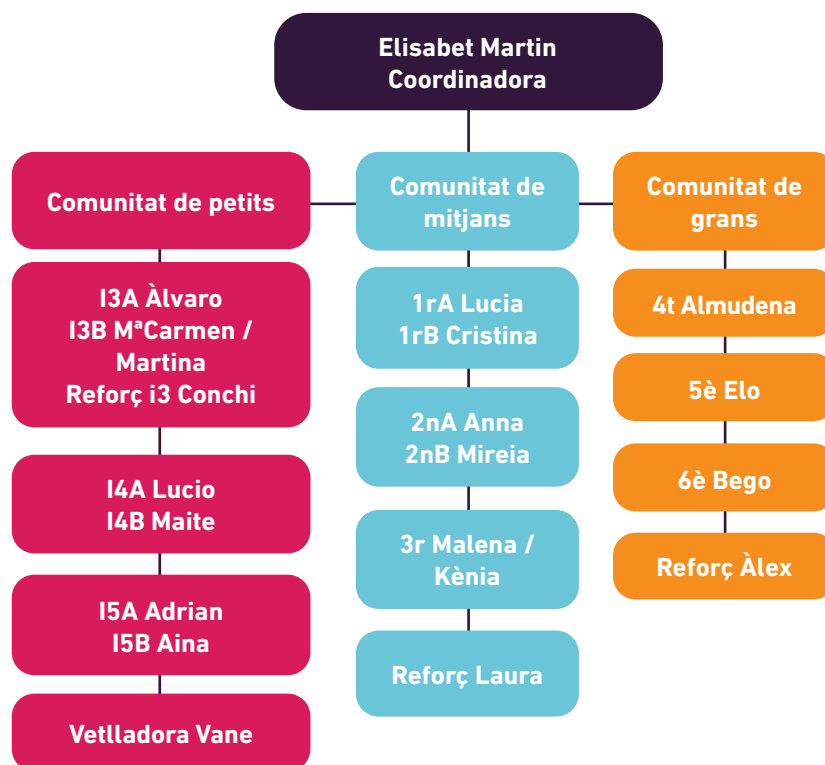 Elisabet Martin
Coordinadora
Comunitat de petits
I3A Àlvaro
I3B MªCarmen /
Martina
Reforç i3 Conchi
I4A Lucio
I4B Maite
I5A Adrian
I5B Aina
Vetlladora Vane
Comunitat de
mitjans
1rA Lucia
1rB Cristina
2nA Anna
2nB Mireia
3r Malena /
Kènia
Reforç Laura
Comunitat de
grans
4t Almudena
5è Elo
6è Bego
Reforç Àlex